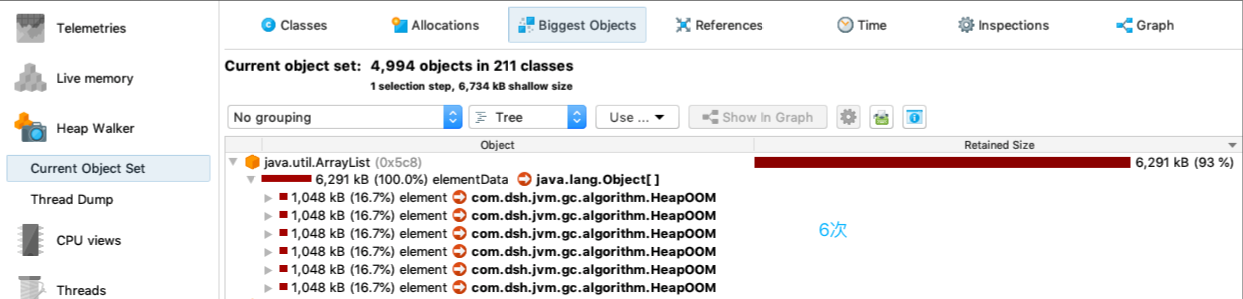 Telemetries
Live memory
Heap Walker
Current Object Set
Thread Dump
CPU views
Threads
Classes
Allocations
Biggest Objects
References
Time
Inspections
Graph
Current object set: 4,994 objects in 211 classes
1 selection step, 6,734 kB shallow size
No grouping
Tree
Use ...
Show In Graph
Object
Retained Size
java.util.ArrayList (0x5c8)
6,291 kB (93 %)
6,291 kB (100.0%) elementData java.lang.Object[ ]
1,048 kB (16.7%) element com.dsh.jvm.gc.algorithm.HeapOOM
1,048 kB (16.7%) element com.dsh.jvm.gc.algorithm.HeapOOM
1,048 kB (16.7%) element com.dsh.jvm.gc.algorithm.HeapOOM
1,048 kB (16.7%) element com.dsh.jvm.gc.algorithm.HeapOOM
1,048 kB (16.7%) element com.dsh.jvm.gc.algorithm.HeapOOM
1,048 kB (16.7%) element com.dsh.jvm.gc.algorithm.HeapOOM
6次